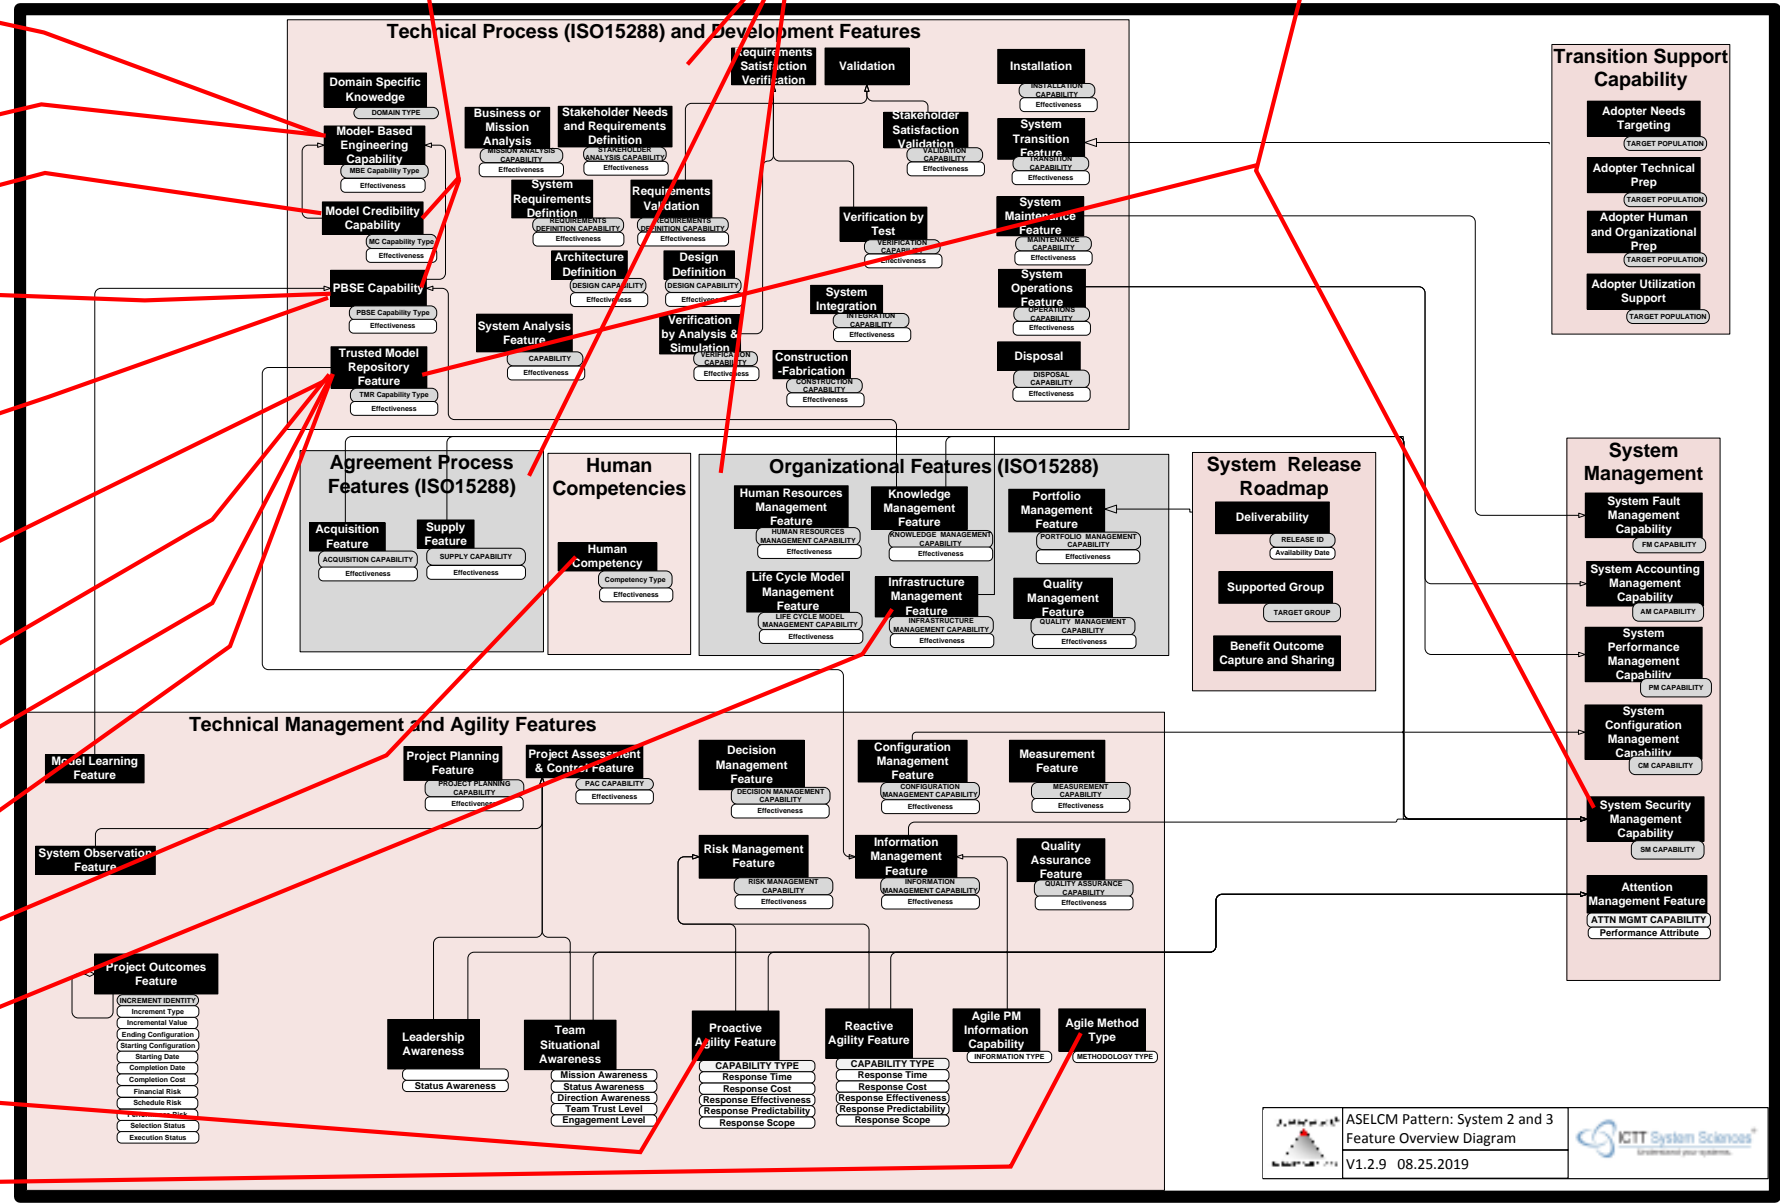 Technical Process (ISO15288) and Development Features
Domain Specific
Knowedge
DOMAIN TYPE
Model- Based
Engineering
Capability
MBE Capability Type
Effectiveness
Model Credibility
Capability
MC Capability Type
Effectiveness
PBSE Capability
PBSE Capability Type
Effectiveness
Trusted Model
Repository
Feature
TMR Capability Type
Effectiveness
Business or
Mission
Analysis
MISSION ANALYSIS
CAPABILITY
Effectiveness
Stakeholder Needs
and Requirements
Definition
STAKEHOLDER
ANALYSIS CAPABILITY
Effectiveness
System
Requirements
Defintion
REQUIREMENTS
DEFINITION CAPABILITY
Effectiveness
Requirements
Validation
REQUIREMENTS
DEFINITION CAPABILITY
Effectiveness
Architecture
Definition
DESIGN CAPABILITY
Effectiveness
Design
Definition
DESIGN CAPABILITY
Effectiveness
System Analysis
Feature
CAPABILITY
Effectiveness
Verification
by Analysis &
Simulation
VERIFICATION
CAPABILITY
Effectiveness
Requirements
Satisfaction
Verification
Validation
Stakeholder
Satisfaction
Validation
VALIDATION
CAPABILITY
Effectiveness
Verification by
Test
VERIFICATION
CAPABILITY
Effectiveness
System
Integration
INTEGRATION
CAPABILITY
Effectiveness
Construction
-Fabrication
CONSTRUCTION
CAPABILITY
Effectiveness
Installation
INSTALLATION
CAPABILITY
Effectiveness
System
Transition
Feature
TRANSITION
CAPABILITY
Effectiveness
System
Maintenance
Feature
MAINTENANCE
CAPABILITY
Effectiveness
System
Operations
Feature
OPERATIONS
CAPABILITY
Effectiveness
Disposal
DISPOSAL
CAPABILITY
Effectiveness
Transition Support
Capability
Adopter Needs
Targeting
TARGET POPULATION
Adopter Technical
Prep
TARGET POPULATION
Adopter Human
and Organizational
Prep
TARGET POPULATION
Adopter Utilization
Support
TARGET POPULATION
Agreement Process
Features (ISO15288)
Acquisition
Feature
ACQUISITION CAPABILITY
Effectiveness
Supply
Feature
SUPPLY CAPABILITY
Effectiveness
Human
Competencies
Human
Competency
Competency Type
Effectiveness
Organizational Features (ISO15288)
Human Resources
Management
Feature
HUMAN RESOURCES
MANAGEMENT CAPABILITY
Effectiveness
Knowledge
Management
Feature
KNOWLEDGE MANAGEMENT
CAPABILITY
Effectiveness
Portfolio
Management
Feature
PORTFOLIO MANAGEMENT
CAPABILITY
Effectiveness
Life Cycle Model
Management
Feature
LIFE CYCLE MODEL
MANAGEMENT CAPABILITY
Effectiveness
Infrastructure
Management
Feature
INFRASTRUCTURE
MANAGEMENT CAPABILITY
Effectiveness
Quality
Management
Feature
QUALITY MANAGEMENT
CAPABILITY
Effectiveness
System Release
Roadmap
Deliverability
RELEASE ID
Availability Date
Supported Group
TARGET GROUP
Benefit Outcome
Capture and Sharing
System
Management
System Fault
Management
Capability
FM CAPABILITY
System Accounting
Management
Capability
AM CAPABILITY
System
Performance
Management
Capability
PM CAPABILITY
System
Configuration
Management
Capability
CM CAPABILITY
System Security
Management
Capability
SM CAPABILITY
Attention
Management Feature
ATTN MGMT CAPABILITY
Performance Attribute
Technical Management and Agility Features
Model Learning
Feature
Project Planning
Feature
PROJECT PLANNING
CAPABILITY
Effectiveness
Project Assessment
& Control Feature
PAC CAPABILITY
Effectiveness
Decision
Management
Feature
DECISION MANAGEMENT
CAPABILITY
Effectiveness
Configuration
Management
Feature
CONFIGURATION
MANAGEMENT CAPABILITY
Effectiveness
Measurement
Feature
MEASUREMENT
CAPABILITY
Effectiveness
System Observation
Feature
Risk Management
Feature
RISK MANAGEMENT
CAPABILITY
Effectiveness
Information
Management
Feature
INFORMATION
MANAGEMENT CAPABILITY
Effectiveness
Quality
Assurance
Feature
QUALITY ASSURANCE
CAPABILITY
Effectiveness
Project Outcomes
Feature
INCREMENT IDENTITY
Increment Type
Incremental Value
Ending Configuration
Starting Configuration
Starting Date
Completion Date
Completion Cost
Financial Risk
Schedule Risk
Performance Risk
Selection Status
Execution Status
Leadership
Awareness
Status Awareness
Team
Situational
Awareness
Mission Awareness
Status Awareness
Direction Awareness
Team Trust Level
Engagement Level
Proactive
Agility Feature
CAPABILITY TYPE
Response Time
Response Cost
Response Effectiveness
Response Predictability
Response Scope
Reactive
Agility Feature
CAPABILITY TYPE
Response Time
Response Cost
Response Effectiveness
Response Predictability
Response Scope
Agile PM
Information
Capability
INFORMATION TYPE
Agile Method
Type
METHODOLOGY TYPE
ASELCM Pattern: System 2 and 3
Feature Overview Diagram
V1.2.9 08.25.2019
ICTT System Sciences
Understand your systems.